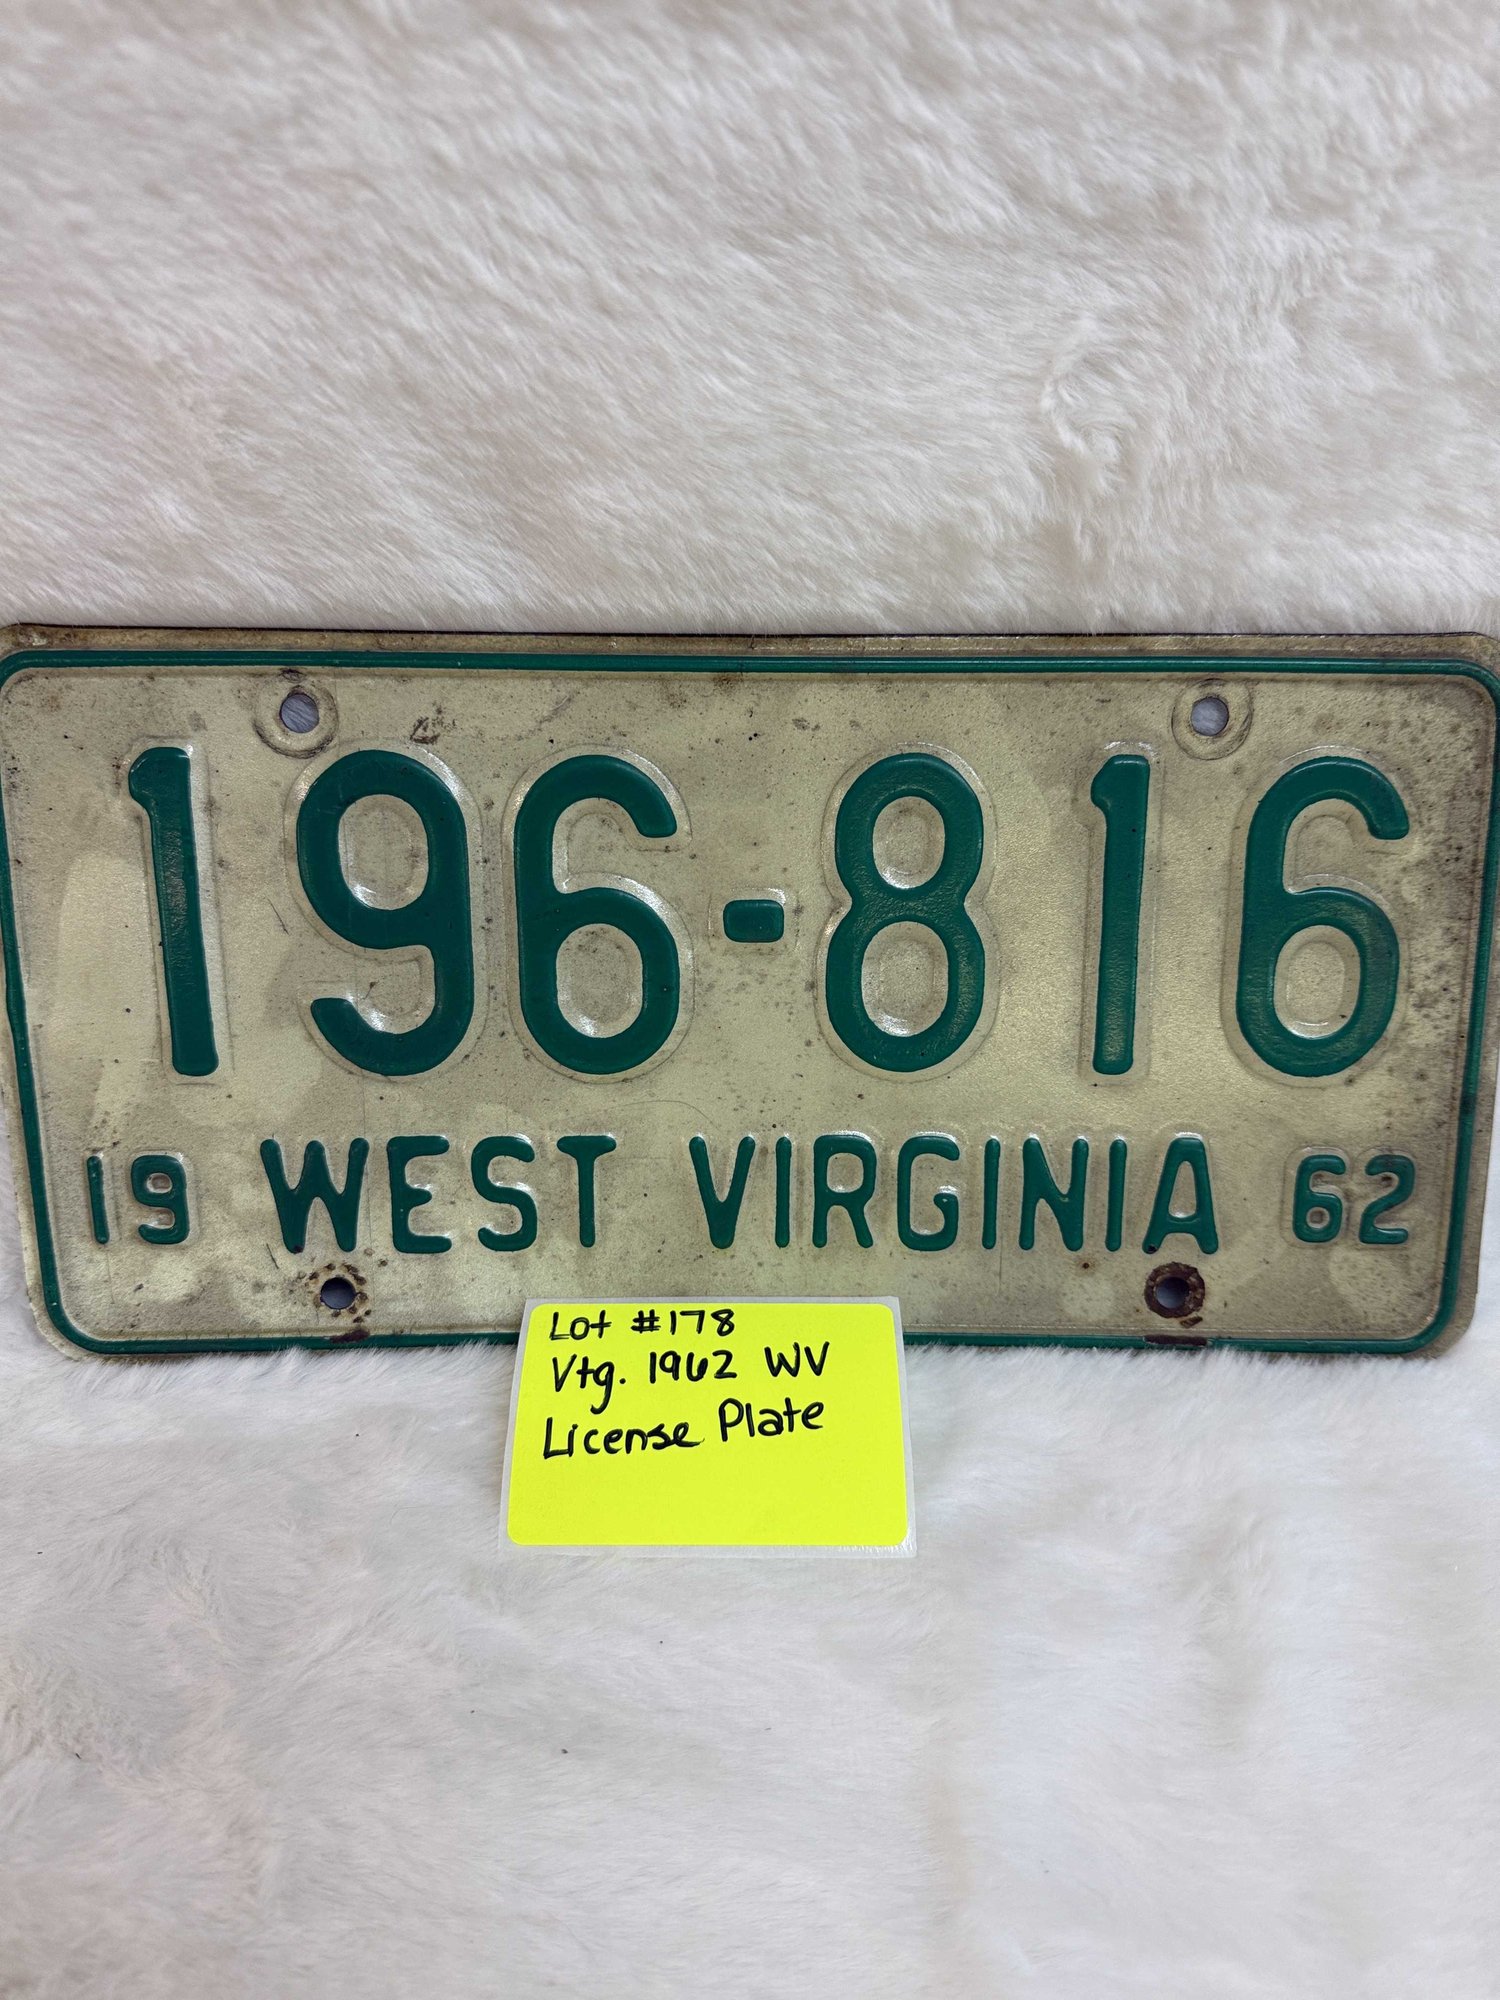 196-816
19 WEST VIRGINIA 62
Lot #178
Vtg. 1962 WV
License Plate